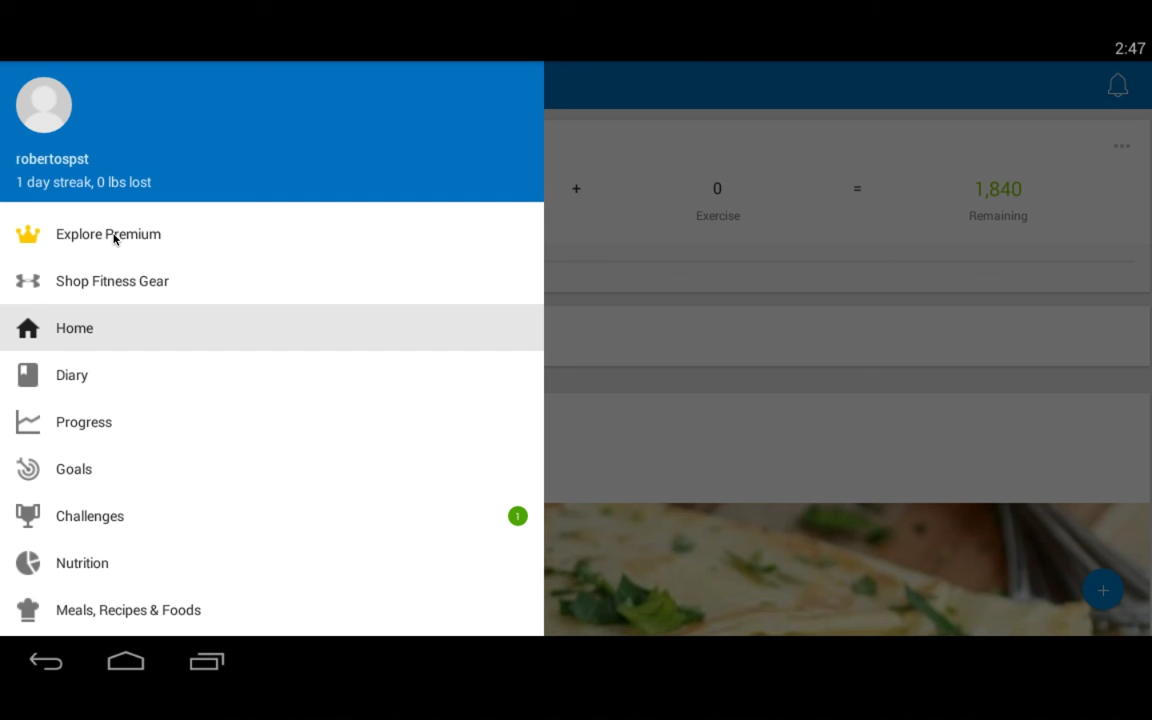 2:47
robertospst
1 day streak, 0 lbs lost
+ 0 = 1,840
Exercise Remaining
Explore Premium
Shop Fitness Gear
Home
Diary
Progress
Goals
Challenges 1
Nutrition
Meals, Recipes & Foods
+